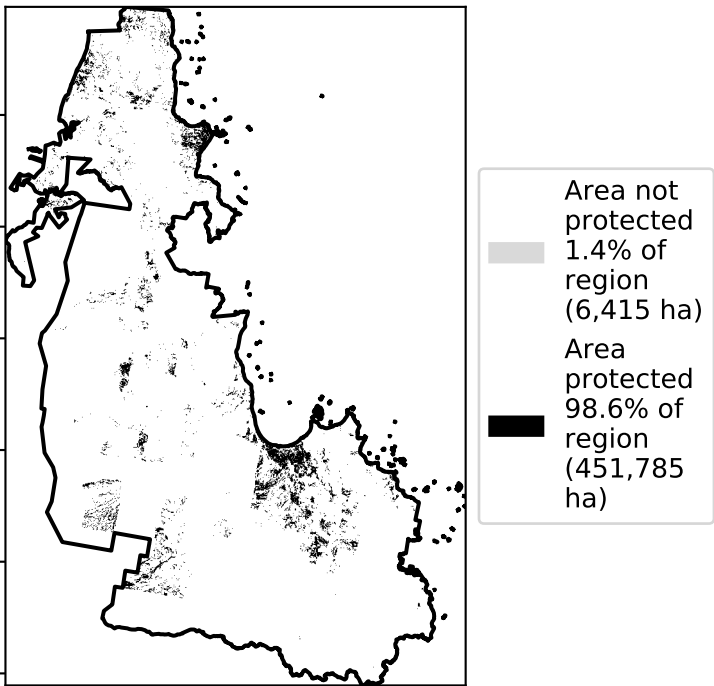 Area not
protected
1.4% of
region
(6,415 ha)
Area
protected
98.6% of
region
(451,785
ha)